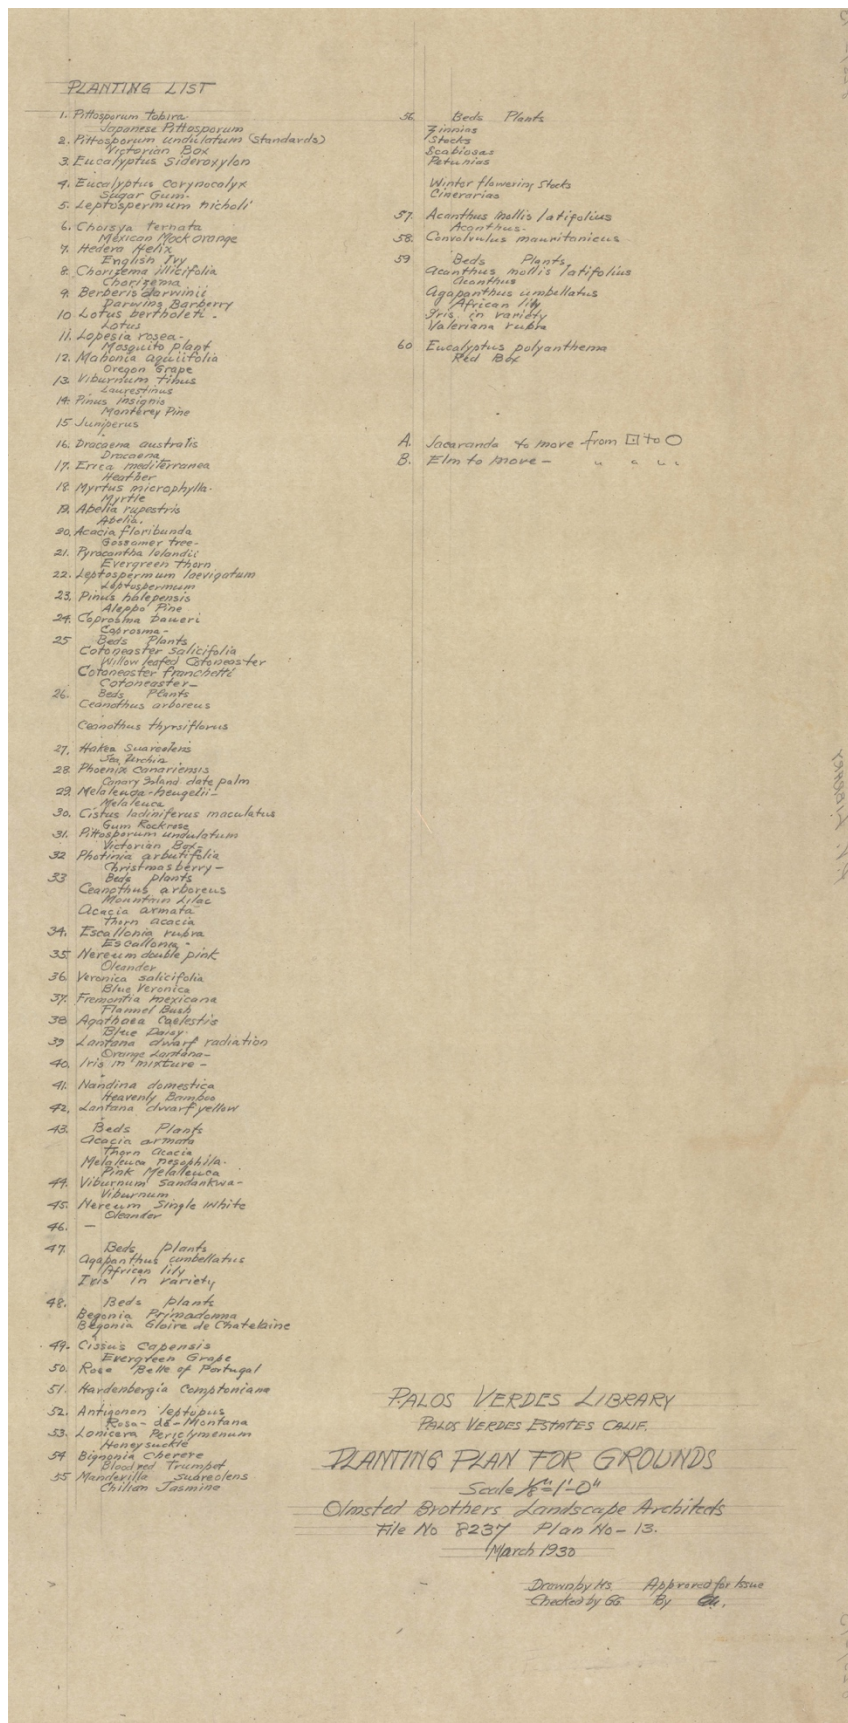 PLANTING LIST
1. Pittosporum tobira
Japanese Pittosporum
2. Pittosporum undulatum (Standards)
Victorian Box
3. Eucalyptus Sideroxylon
4. Eucalyptus corynocalyx
Sugar Gum-
5. Leptospermum nicholi
6. Choisya ternata
Mexican Mock orange
7. Hedera Helix
English Ivy
8. Chorizema illicifolia
Chorizema
9. Berberis darwinii
Darwins Barberry
10 Lotus bertholeti -
Lotus
11. Lopesia rosea-
Mosquito plant
12. Mahonia aquiifolia
Oregon Grape
13. Viburnum tinus
Laurestinus
14. Pinus Insignis
Monterey Pine
15 Juniperus
16. Dracaena australis
Dracaena
17. Errca mediterranea
Heather
18. Myrtus microphylla-
Myrtle
19. Abelia rupestris
Abelia.
20. Acacia floribunda
Gossamer tree-
21. Pyracantha lalandii
Evergreen thorn
22. Leptospermum laevigatum
Leptospermum
23. Pinus halepensis
Aleppo Pine
24. Coprosma Baueri
Coprosma-
25 Beds Plants
Cotoneaster salicifolia
Willow leafed Cotoneaster
Cotoneaster franchetti
Cotoneaster-
26. Beds Plants
Ceanothus arboreus
Ceanothus thyrsiflorus
27. Hakea Suaveolens
Sea Urchin
28. Phoenix canariensis
Canary Island date palm
29. Melaleuca-heugelii-
Melaleuca
30. Cistus ladiniferus maculatus
Gum Rockrose
31. Pittosporum undulatum
Victorian Box-
32 Photinia arbutifolia
Christmasberry-
33 Beds plants
Ceanothus arboreus
Mountain Lilac
Acacia armata
Thorn acacia
34. Escallonia rubra
Escallonia-
35. Nereum double pink
Oleander
36 Veronica salicifolia
Blue Veronica
37. Fremontia mexicana
Flannel Bush
38 Agathaea Caelestis
Blue Daisy-
39 Lantana dwarf radiation
Orange Lantana-
40. Iris in mixture-
41. Nandina domestica
Heavenly Bamboo
42. Lantana dwarf yellow
43. Beds Plants
Acacia armata
Thorn Acacia
Melaleuca nesophila-
Pink Melalleuca
44. Viburnum Sandankwa-
Viburnum
45. Nereum Single White
Oleander
46. —
47. Beds plants
Agapanthus umbellatus
African lily
Iris in variety
48. Beds plants
Begonia Primadonna
Begonia Gloire de Chatelaine
49. Cissus Capensis
Evergreen Grape
50. Rose Belle of Portugal
51. Hardenbergia Comptoniana
52. Antigonon leptopus
Rosa-de-Montana
53. Lonicera Periclymenum
Honeysuckle
54 Bignonia Cherere
Blood red Trumpet
55 Mandevilla Suaveolens
Chilian Jasmine
56. Beds Plants
Zinnias
Stocks
Scabiosas
Petunias
Winter flowering Stocks
Cinerarias
57. Acanthus mollis latifolius
Acanthus-
58. Convolvulus mauritanicus
59 Beds Plants
Acanthus mollis latifolius
Acanthus
Agapanthus umbellatus
African lily
Iris in variety
Valeriana rubra
60 Eucalyptus polyanthema
Red Box
A. Jacaranda to move from ⊡ to O
B. Elm to move - " " "
PALOS VERDES LIBRARY
PALOS VERDES ESTATES CALIF.
PLANTING PLAN FOR GROUNDS
Scale 1/8"=1'-0"
Olmsted Brothers Landscape Architects
File No 8237 Plan No-13.
March 1930
Drawn by Hs. Approved for Issue
Checked by GG By